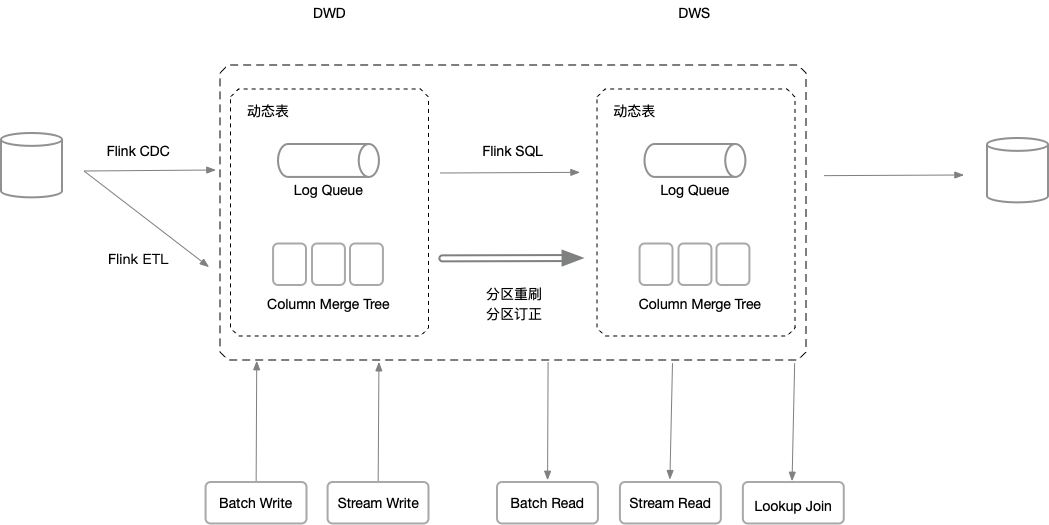 DWD
DWS
动态表
动态表
Flink CDC
Flink SQL
Log Queue
Log Queue
Flink ETL
分区重刷
分区订正
Column Merge Tree
Column Merge Tree
Batch Write
Stream Write
Batch Read
Stream Read
Lookup Join